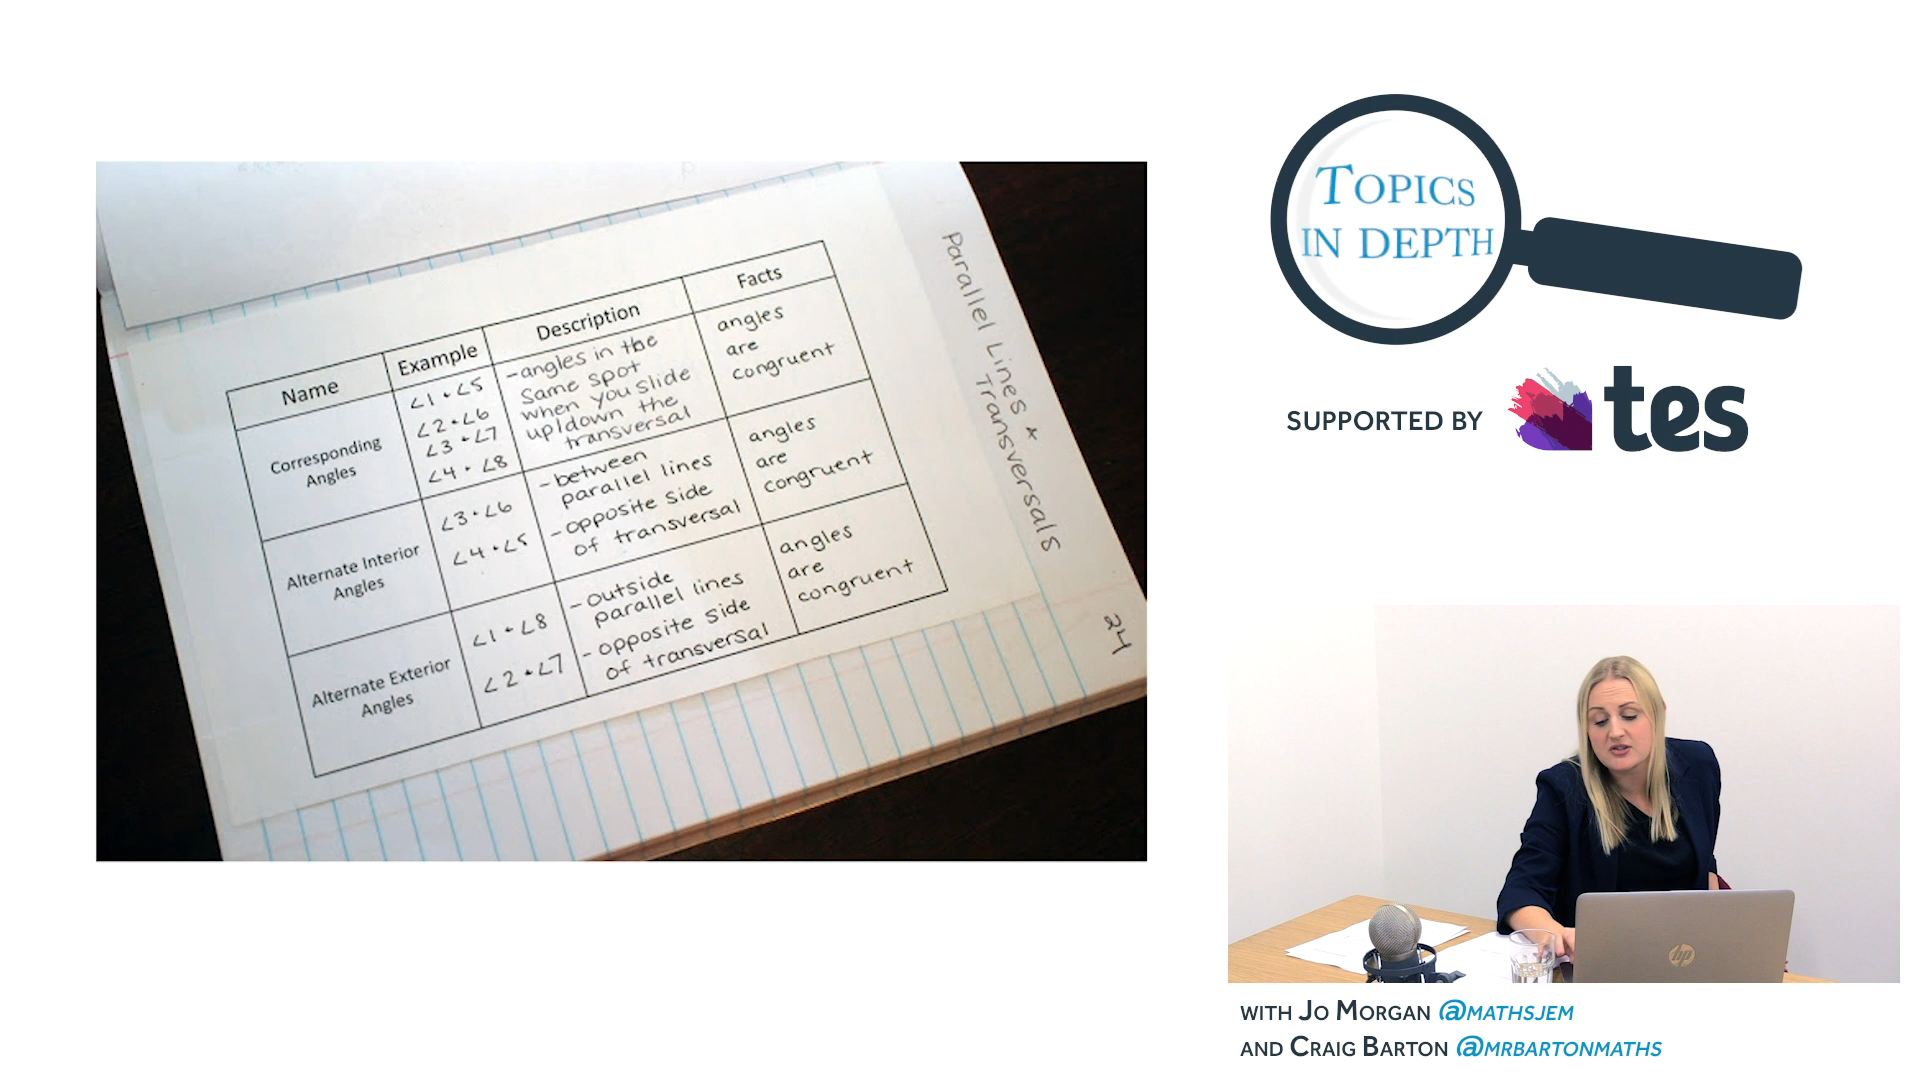 Name
Example
Description
Facts
Corresponding
Angles
∠1 + ∠5
∠2 + ∠6
∠3 + ∠7
∠4 + ∠8
- angles in the
same spot
when you slide
up/down the
transversal
angles
are
congruent
Alternate Interior
Angles
∠3 + ∠6
∠4 + ∠5
- between
parallel lines
- opposite side
of transversal
angles
are
congruent
Alternate Exterior
Angles
∠1 + ∠8
∠2 + ∠7
- outside
parallel lines
- opposite side
of transversal
angles
are
congruent
Parallel Lines +
Transversals
24
TOPICS
IN DEPTH
SUPPORTED BY tes
hp
WITH JO MORGAN @MATHSJEM
AND CRAIG BARTON @MRBARTONMATHS